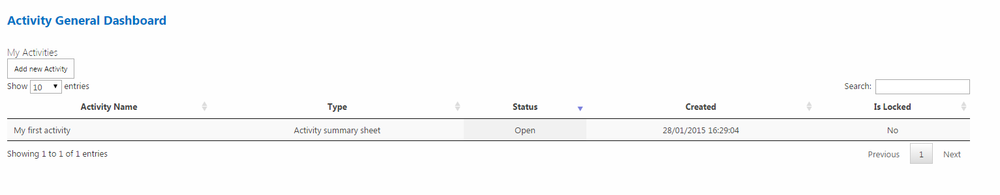 Activity General Dashboard
My Activities
Add new Activity
Show 10 entries Search:
Activity Name Type Status Created Is Locked
My first activity Activity summary sheet Open 28/01/2015 16:29:04 No
Showing 1 to 1 of 1 entries Previous 1 Next